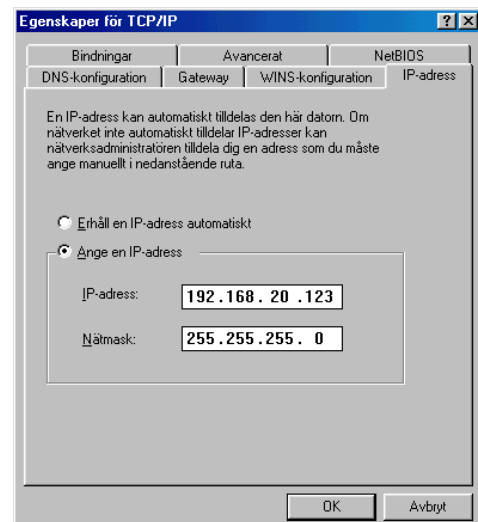 Egenskaper för TCP/IP
Bindningar Avancerat NetBIOS
DNS-konfiguration Gateway WINS-konfiguration IP-adress
En IP-adress kan automatiskt tilldelas den här datorn. Om
nätverket inte automatiskt tilldelar IP-adresser kan
nätverksadministratören tilldela dig en adress som du måste
ange manuellt i nedanstående ruta.
Erhåll en IP-adress automatiskt
Ange en IP-adress
IP-adress: 192.168. 20 .123
Nätmask: 255.255.255. 0
OK Avbryt